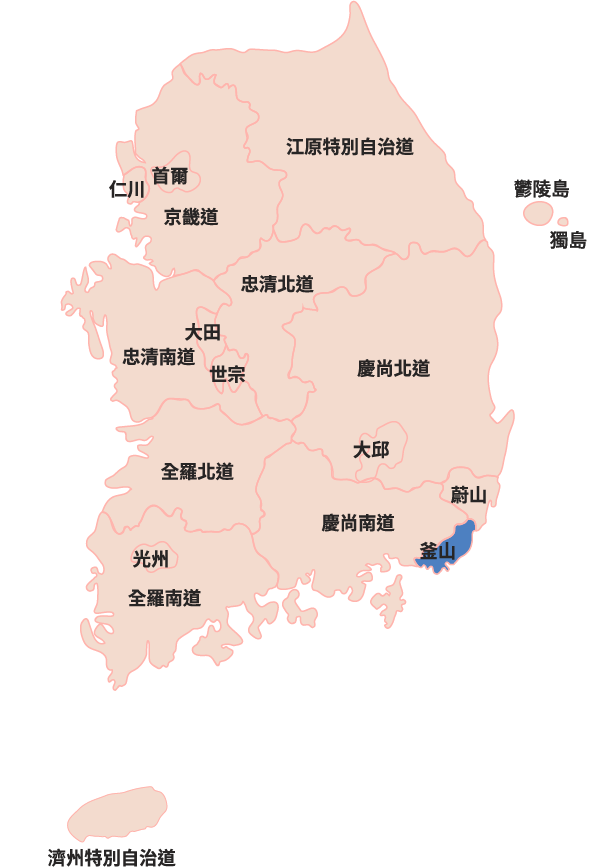 江原特別自治道
首爾
仁川
鬱陵島
京畿道
獨島
忠清北道
大田
忠清南道
世宗
慶尚北道
大邱
全羅北道
蔚山
慶尚南道
釜山
光州
全羅南道
濟州特別自治道